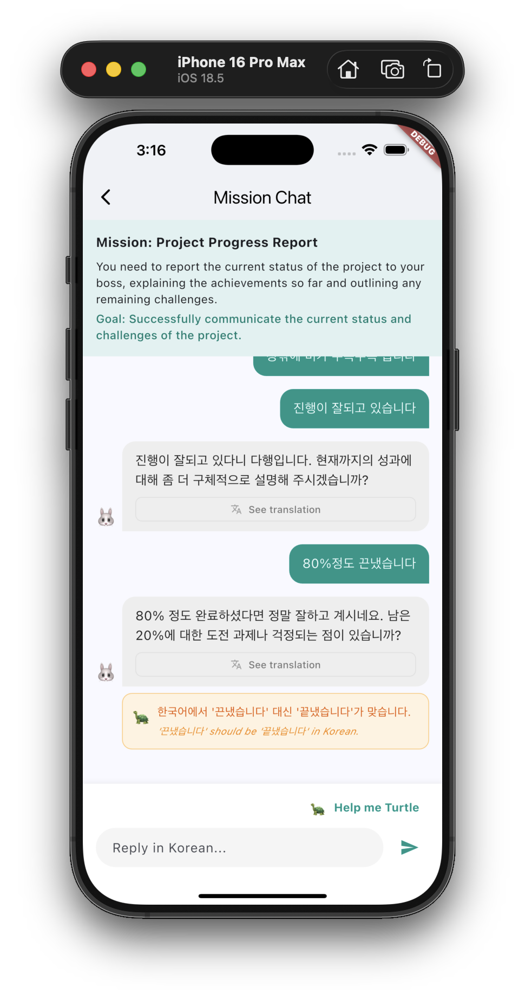 iPhone 16 Pro Max
iOS 18.5
3:16
DEBUG
Mission Chat
Mission: Project Progress Report
You need to report the current status of the project to your
boss, explaining the achievements so far and outlining any
remaining challenges.
Goal: Successfully communicate the current status and
challenges of the project.
진행이 잘되고 있습니다
진행이 잘되고 있다니 다행입니다. 현재까지의 성과에
대해 좀 더 구체적으로 설명해 주시겠습니까?
See translation
80%정도 끈냈습니다
80% 정도 완료하셨다면 정말 잘하고 계시네요. 남은
20%에 대한 도전 과제나 걱정되는 점이 있습니까?
See translation
한국어에서 '끈냈습니다' 대신 '끝냈습니다'가 맞습니다.
'끈냈습니다' should be '끝냈습니다' in Korean.
Help me Turtle
Reply in Korean...